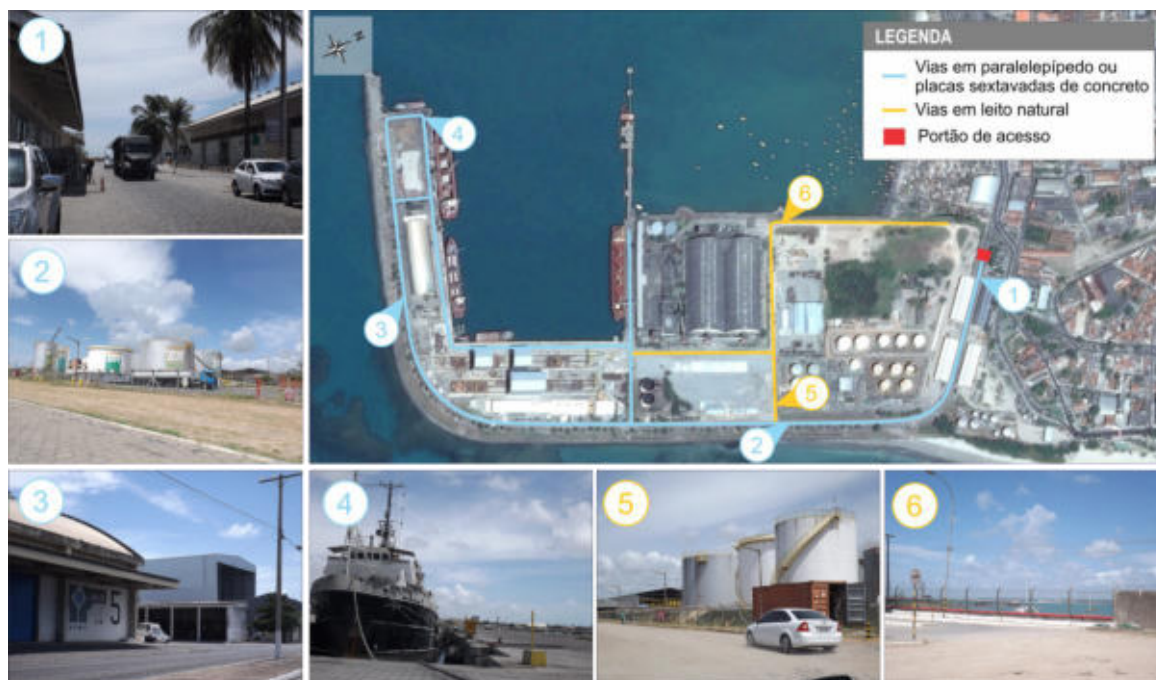 1
2
3
4
5
6
N
LEGENDA
Vias em paralelepípedo ou
placas sextavadas de concreto
Vias em leito natural
Portão de acesso
4
6
1
3
5
2
5